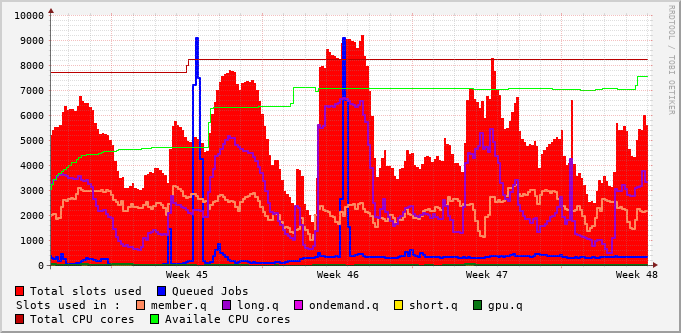 10000
9000
8000
7000
6000
5000
4000
3000
2000
1000
0
Week 45 Week 46 Week 47 Week 48
RRDTOOL / TOBI OETIKER
Total slots used Queued Jobs
Slots used in : member.q long.q ondemand.q short.q gpu.q
Total CPU cores Availale CPU cores